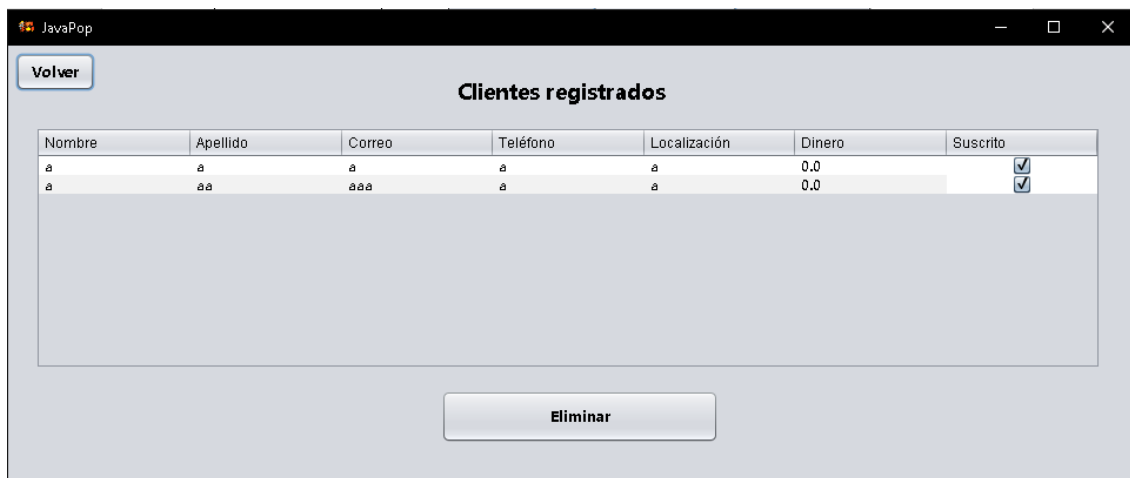 JavaPop
Volver
Clientes registrados
Nombre Apellido Correo Teléfono Localización Dinero Suscrito
a a a a a 0.0
a aa aaa a a 0.0
Eliminar